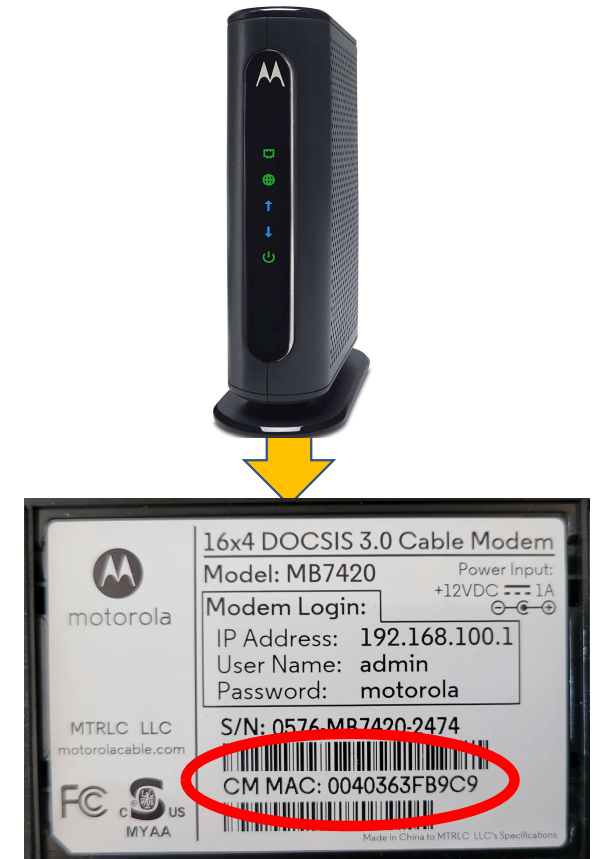 16x4 DOCSIS 3.0 Cable Modem
Model: MB7420
Power Input:
+12VDC 1A
motorola
Modem Login:
IP Address: 192.168.100.1
User Name: admin
Password: motorola
MTRLC LLC
motorolacable.com
S/N: 0576-MB7420-2474
CM MAC: 0040363FB9C9
FC
C US
MYAA
Made in China to MTRLC LLC's Specifications.